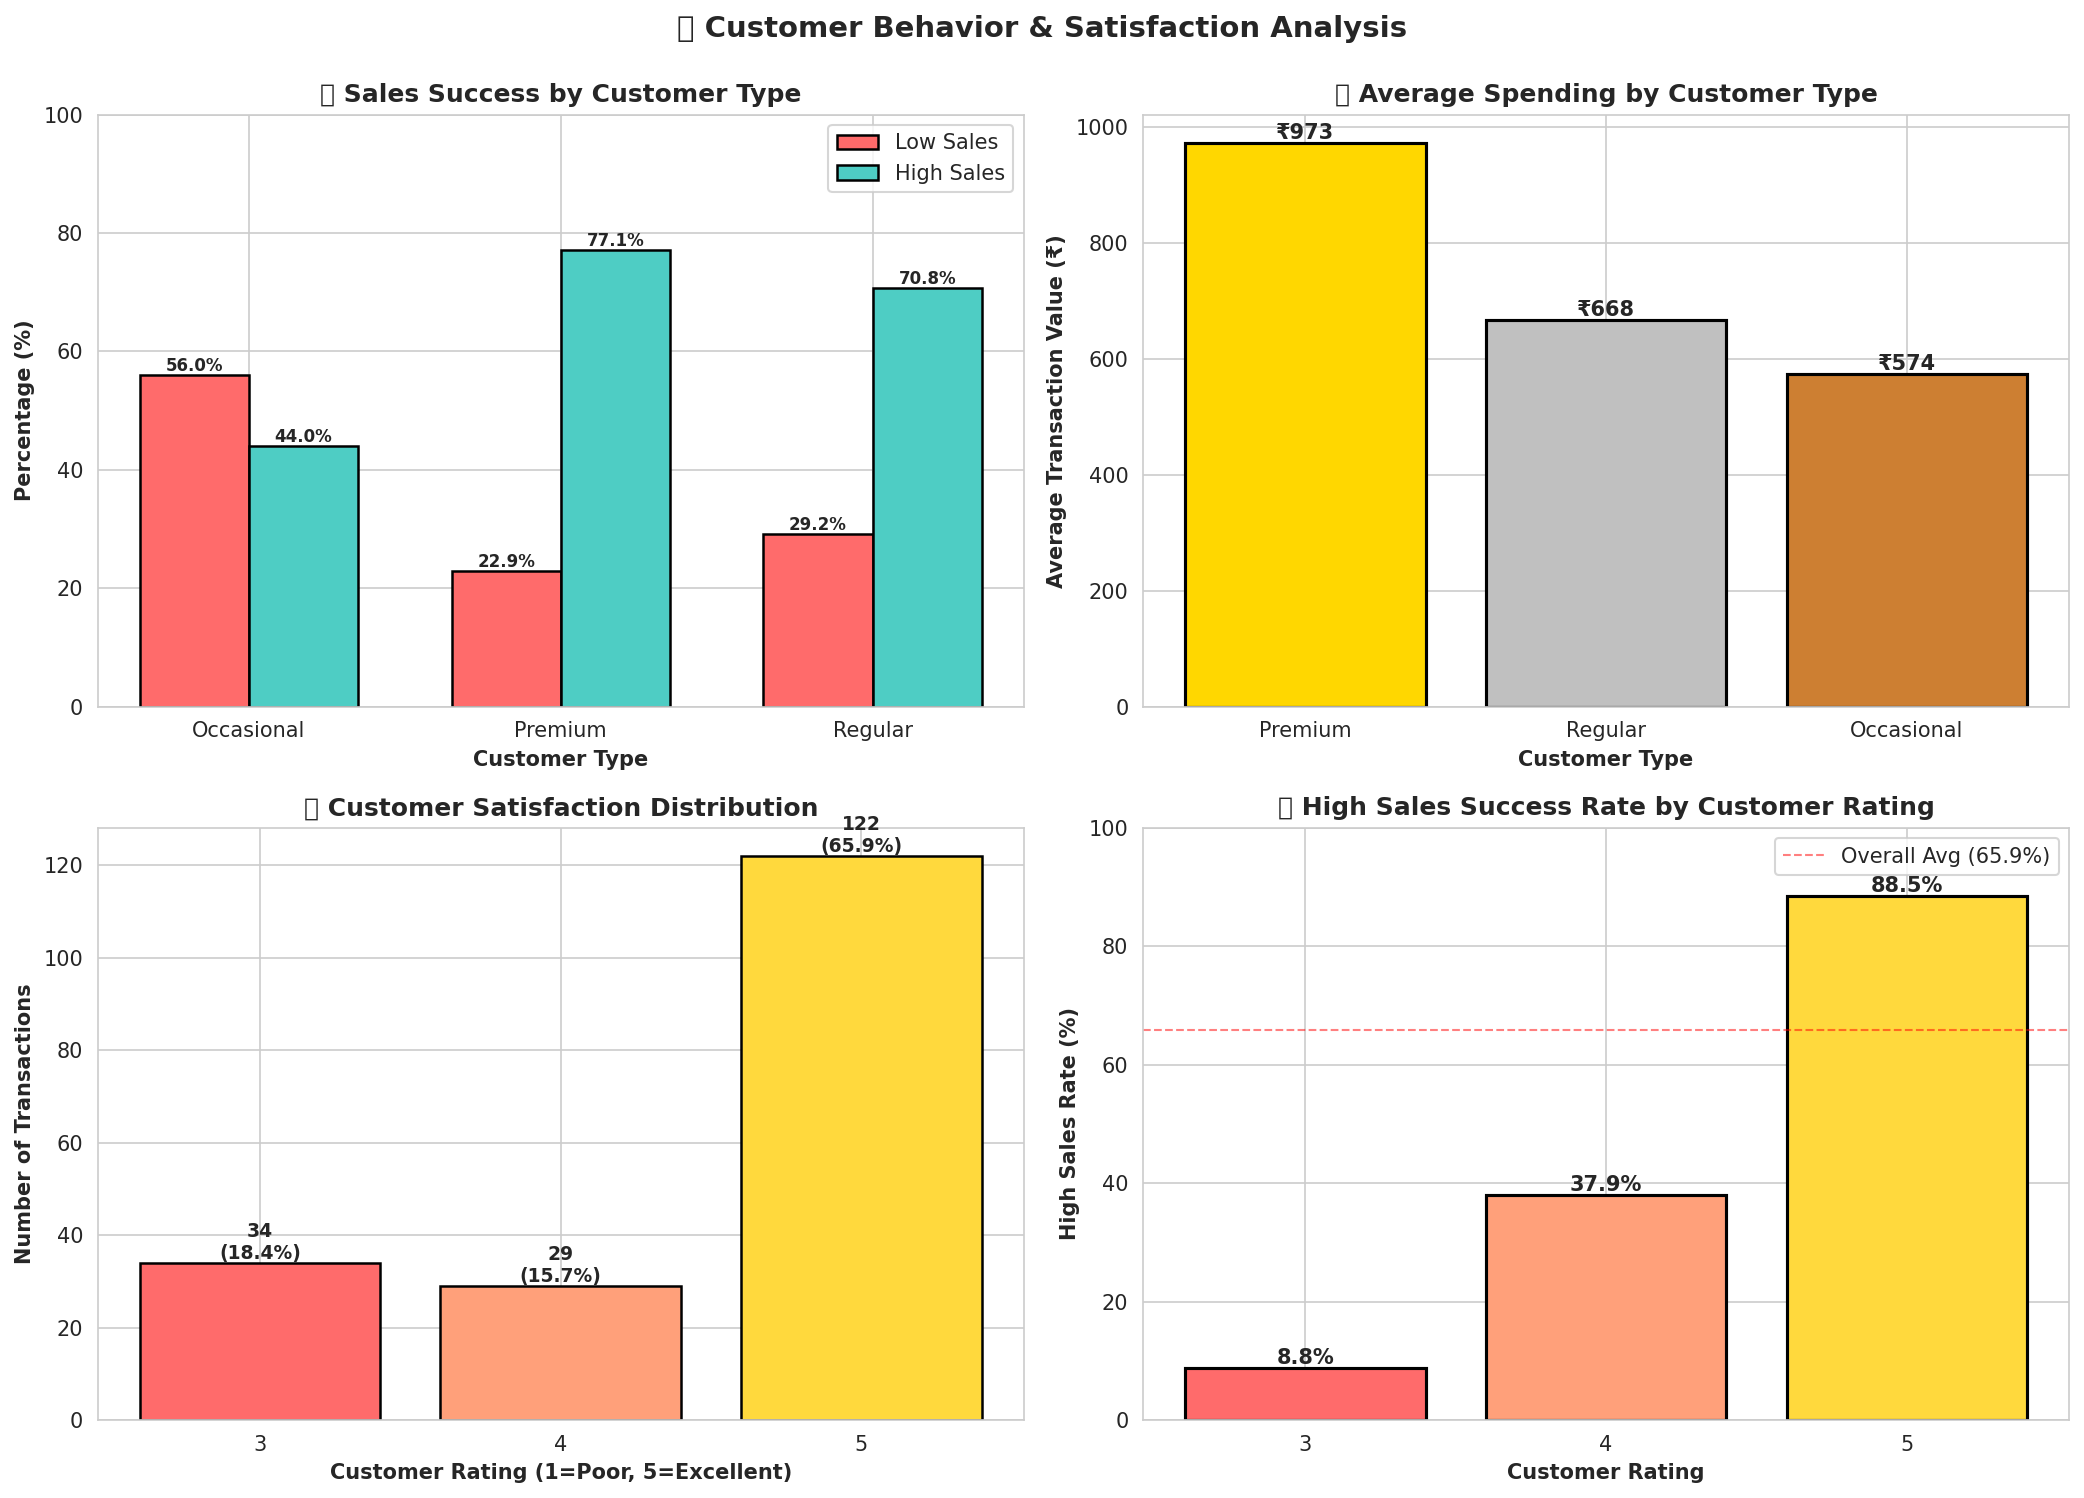 ▯ Customer Behavior & Satisfaction Analysis
▯ Sales Success by Customer Type
Percentage (%)
100
80
60
40
20
0
Low Sales
High Sales
56.0%
44.0%
22.9%
77.1%
29.2%
70.8%
Occasional
Premium
Regular
Customer Type
▯ Average Spending by Customer Type
Average Transaction Value (₹)
1000
800
600
400
200
0
₹973
₹668
₹574
Premium
Regular
Occasional
Customer Type
▯ Customer Satisfaction Distribution
Number of Transactions
120
100
80
60
40
20
0
34
(18.4%)
29
(15.7%)
122
(65.9%)
3
4
5
Customer Rating (1=Poor, 5=Excellent)
▯ High Sales Success Rate by Customer Rating
High Sales Rate (%)
100
80
60
40
20
0
Overall Avg (65.9%)
8.8%
37.9%
88.5%
3
4
5
Customer Rating